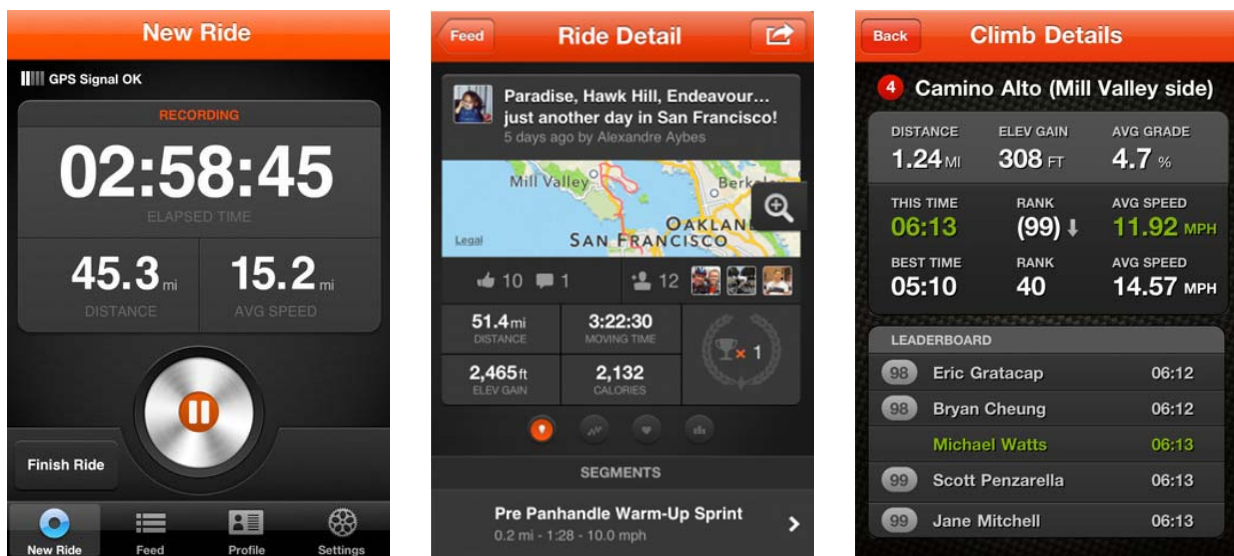 New Ride
GPS Signal OK
RECORDING
02:58:45
ELAPSED TIME
45.3 mi
DISTANCE
15.2 mi
AVG SPEED
Finish Ride
New Ride
Feed
Profile
Settings
Feed
Ride Detail
Paradise, Hawk Hill, Endeavour...
just another day in San Francisco!
5 days ago by Alexandre Aybes
Mill Valley
OAKLAN
SAN FRANCISCO
Legal
10
1
12
51.4 mi
DISTANCE
3:22:30
MOVING TIME
x 1
2,465 ft
ELEV GAIN
2,132
CALORIES
SEGMENTS
Pre Panhandle Warm-Up Sprint
0.2 mi - 1:28 - 10.0 mph
Back
Climb Details
4 Camino Alto (Mill Valley side)
DISTANCE ELEV GAIN AVG GRADE
1.24 MI 308 FT 4.7 %
THIS TIME RANK AVG SPEED
06:13 (99) 11.92 MPH
BEST TIME RANK AVG SPEED
05:10 40 14.57 MPH
LEADERBOARD
98 Eric Gratacap 06:12
98 Bryan Cheung 06:12
Michael Watts 06:13
99 Scott Penzarella 06:13
99 Jane Mitchell 06:13